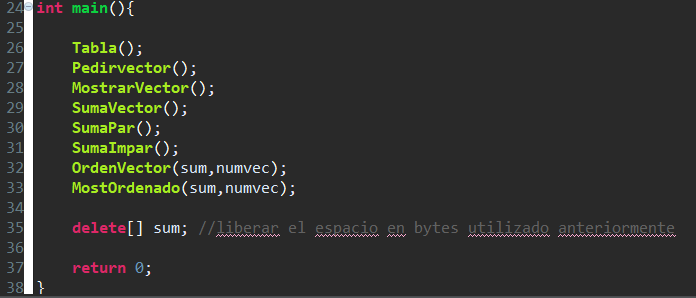 24 int main(){
25
26 Tabla();
27 Pedirvector();
28 MostrarVector();
29 SumaVector();
30 SumaPar();
31 SumaImpar();
32 OrdenVector(sum,numvec);
33 MostOrdenado(sum,numvec);
34
35 delete[] sum; //liberar el espacio en bytes utilizado anteriormente
36
37 return 0;
38 }